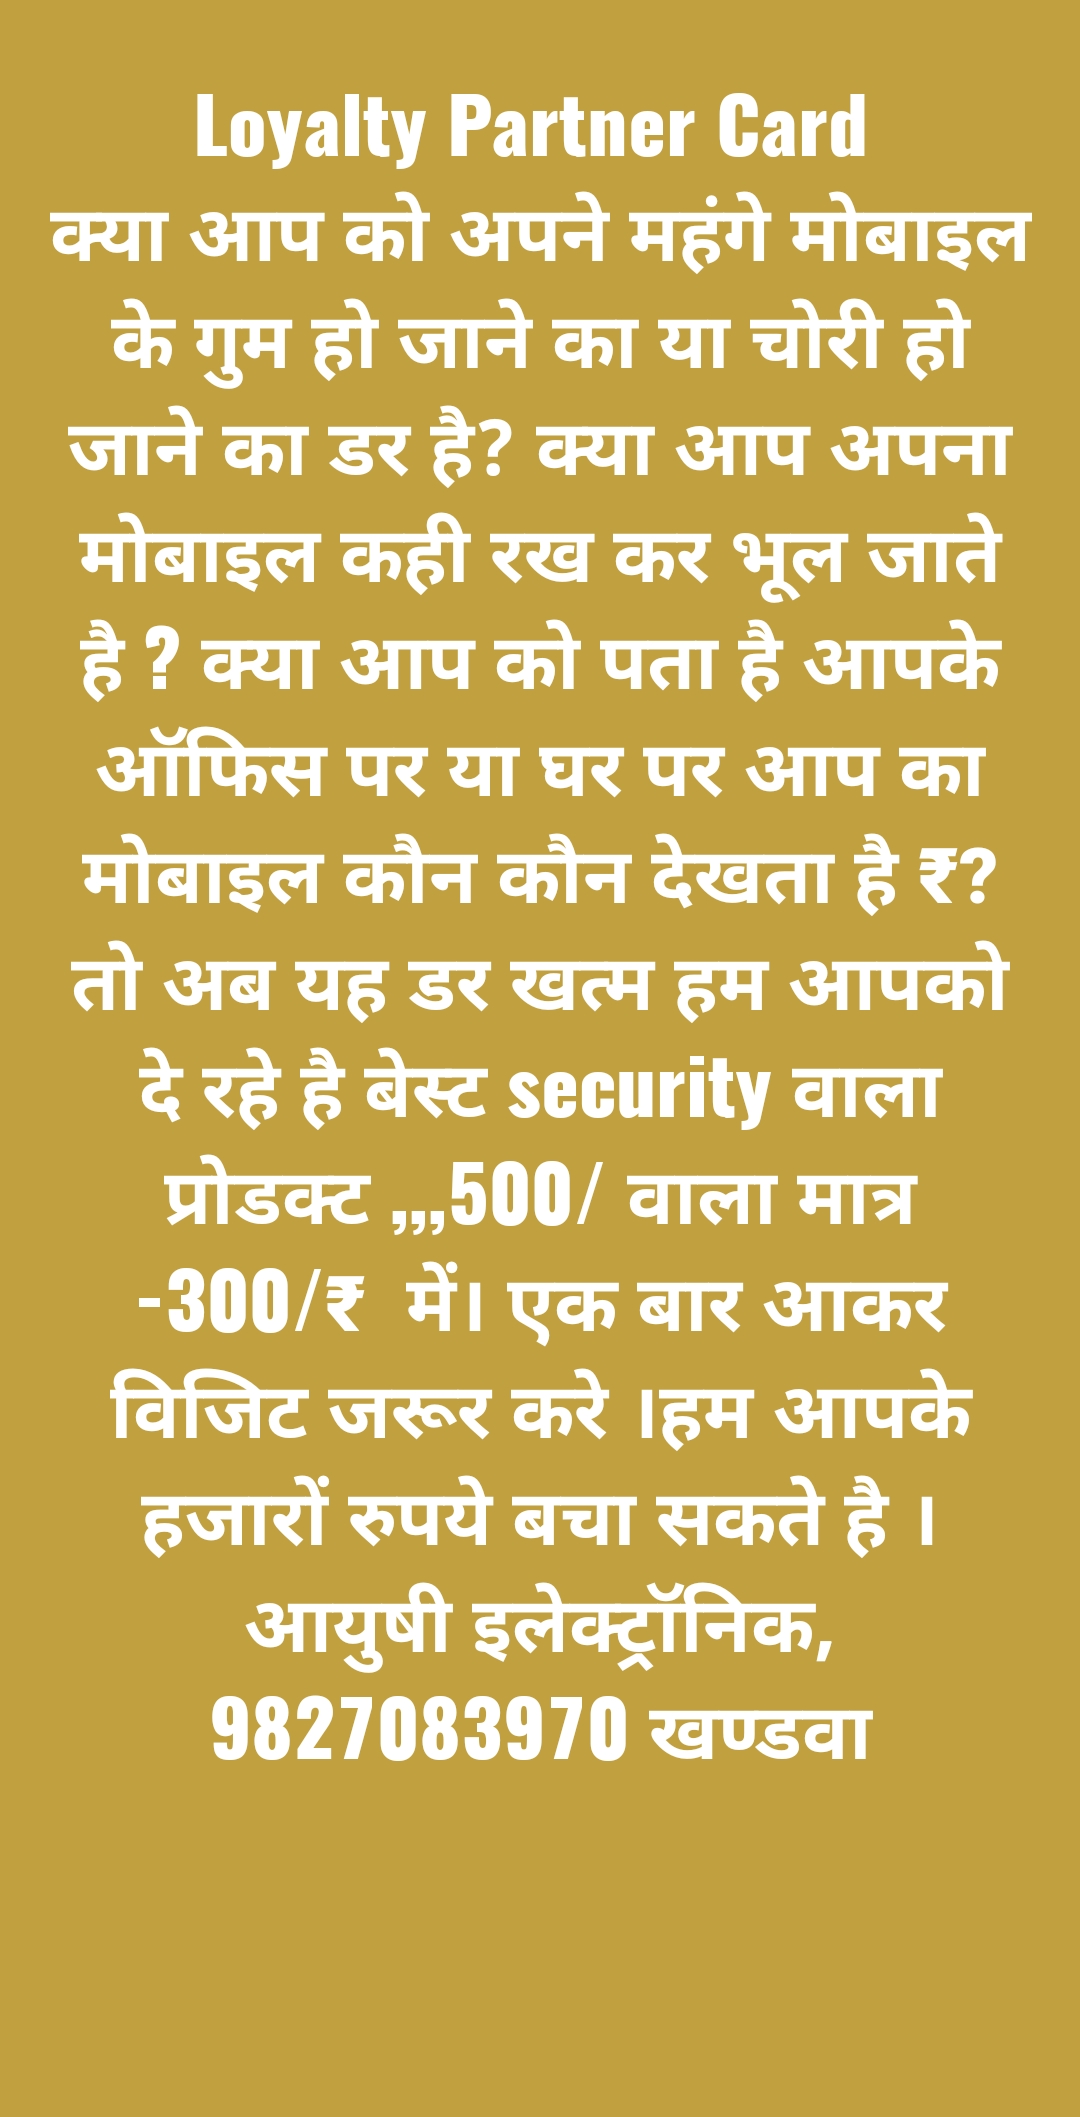 Loyalty Partner Card
क्या आप को अपने महंगे मोबाइल
के गुम हो जाने का या चोरी हो
जाने का डर है? क्या आप अपना
मोबाइल कही रख कर भूल जाते
है ? क्या आप को पता है आपके
ऑफिस पर या घर पर आप का
मोबाइल कौन कौन देखता है ₹?
तो अब यह डर खत्म हम आपको
दे रहे है बेस्ट security वाला
प्रोडक्ट ,,,500/ वाला मात्र
-300/₹ में। एक बार आकर
विजिट जरूर करे ।हम आपके
हजारों रुपये बचा सकते है ।
आयुषी इलेक्ट्रॉनिक,
9827083970 खण्डवा